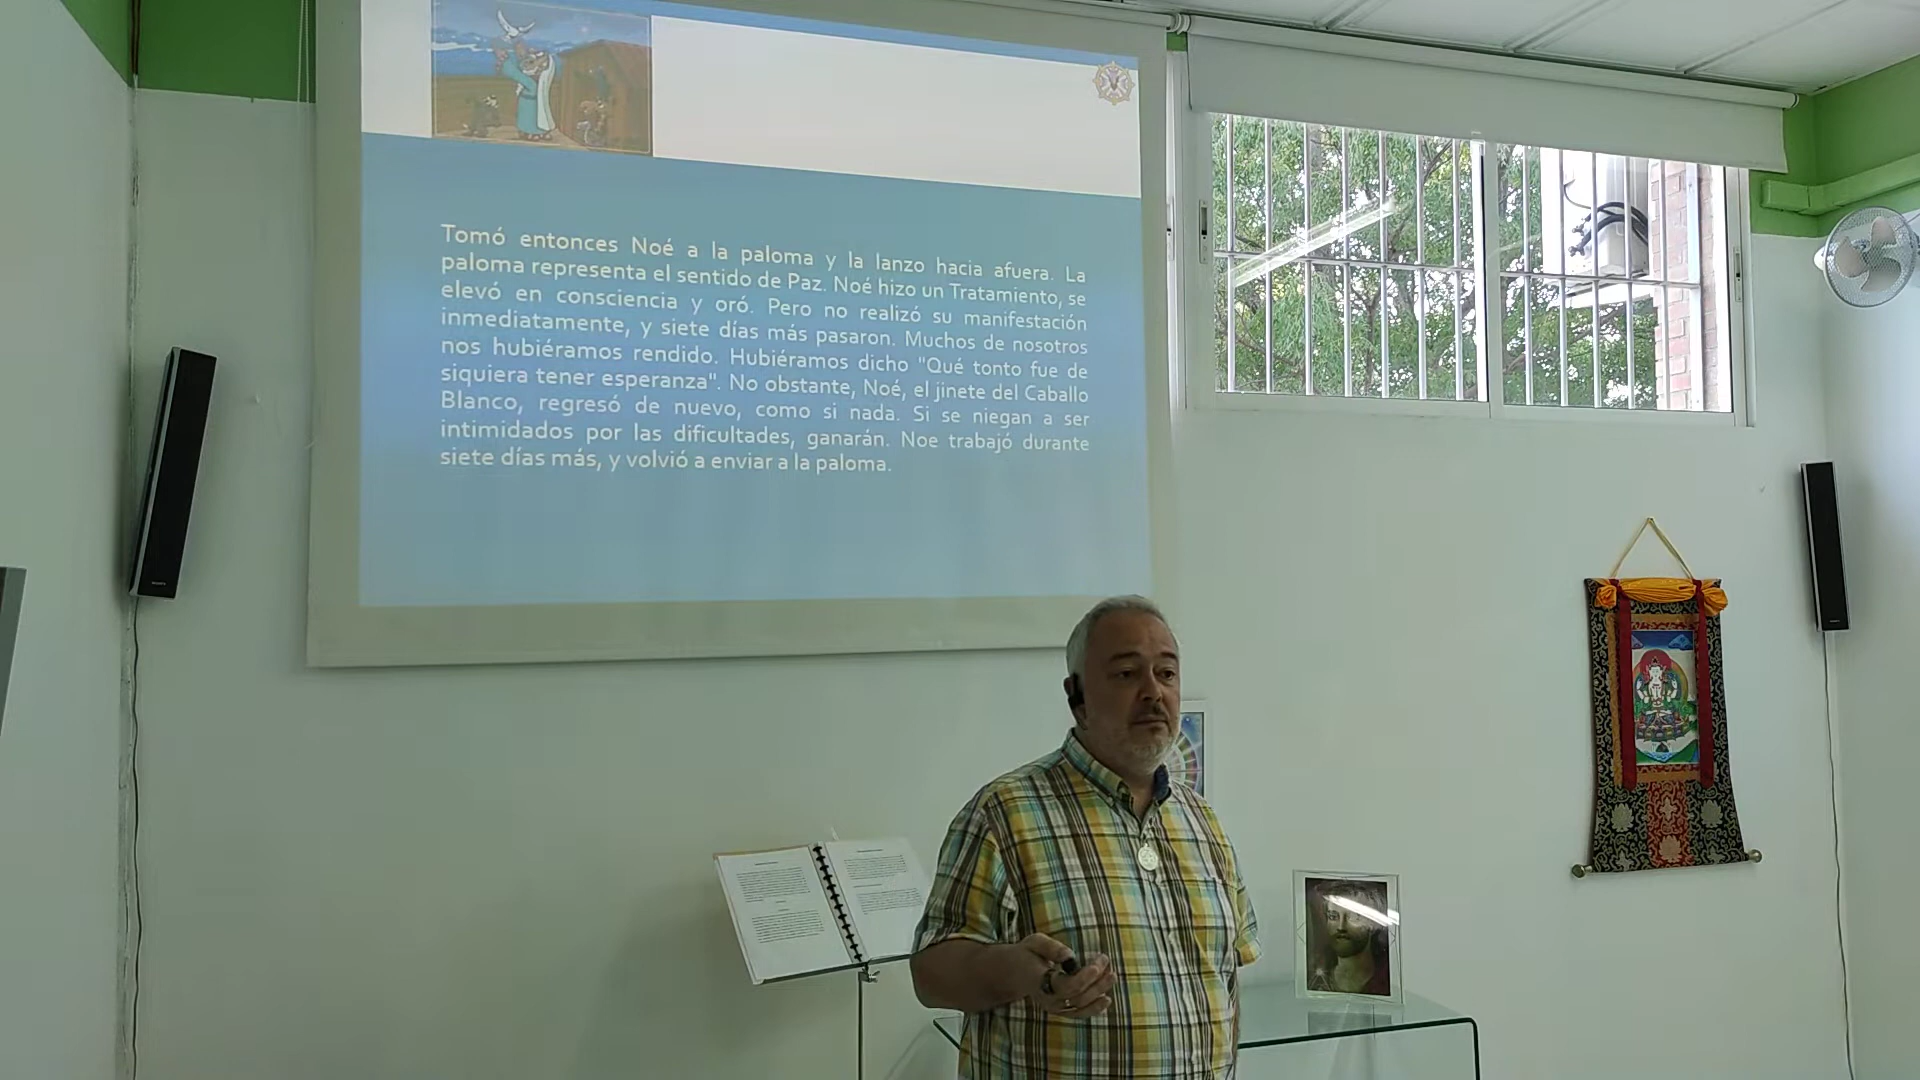 Tomó entonces Noé a la paloma y la lanzo hacia afuera. La
paloma representa el sentido de Paz. Noé hizo un Tratamiento, se
elevó en consciencia y oró. Pero no realizó su manifestación
inmediatamente, y siete días más pasaron. Muchos de nosotros
nos hubiéramos rendido. Hubiéramos dicho "Qué tonto fue de
siquiera tener esperanza". No obstante, Noé, el jinete del Caballo
Blanco, regresó de nuevo, como si nada. Si se niegan a ser
intimidados por las dificultades, ganarán. Noe trabajó durante
siete días más, y volvió a enviar a la paloma.